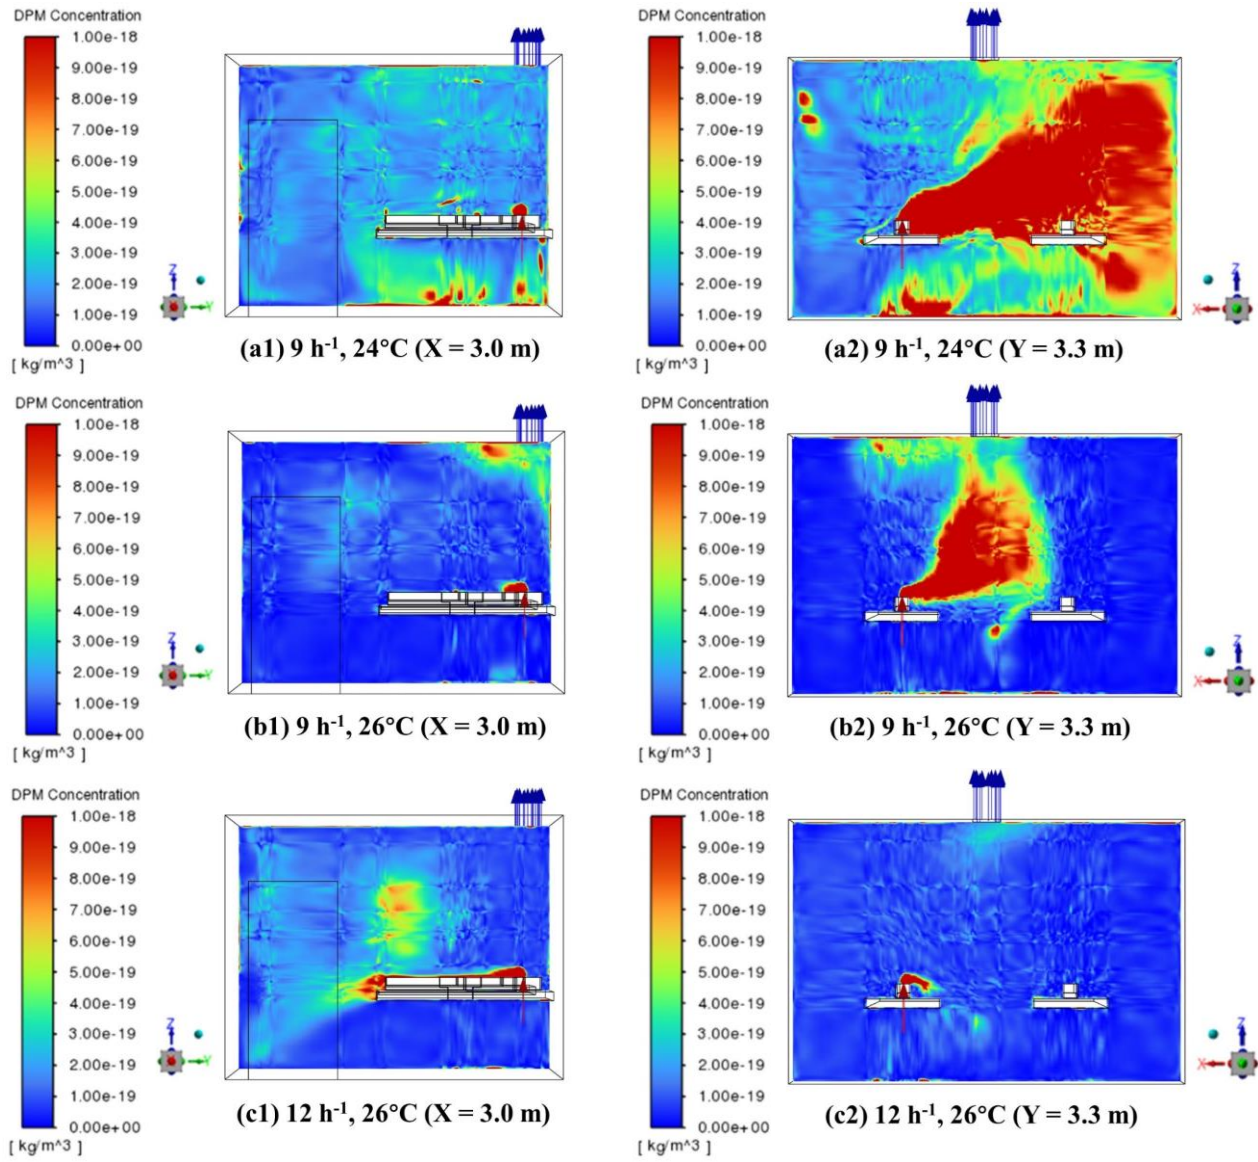 DPM Concentration
1.00e-18
9.00e-19
8.00e-19
7.00e-19
6.00e-19
5.00e-19
4.00e-19
3.00e-19
2.00e-19
1.00e-19
0.00e+00
[ kg/m^3 ]
Z
Y
(a1) 9 h-1, 24°C (X = 3.0 m)
DPM Concentration
1.00e-18
9.00e-19
8.00e-19
7.00e-19
6.00e-19
5.00e-19
4.00e-19
3.00e-19
2.00e-19
1.00e-19
0.00e+00
[ kg/m^3 ]
Z
X
(a2) 9 h-1, 24°C (Y = 3.3 m)
DPM Concentration
1.00e-18
9.00e-19
8.00e-19
7.00e-19
6.00e-19
5.00e-19
4.00e-19
3.00e-19
2.00e-19
1.00e-19
0.00e+00
[ kg/m^3 ]
Z
Y
(b1) 9 h-1, 26°C (X = 3.0 m)
DPM Concentration
1.00e-18
9.00e-19
8.00e-19
7.00e-19
6.00e-19
5.00e-19
4.00e-19
3.00e-19
2.00e-19
1.00e-19
0.00e+00
[ kg/m^3 ]
Z
X
(b2) 9 h-1, 26°C (Y = 3.3 m)
DPM Concentration
1.00e-18
9.00e-19
8.00e-19
7.00e-19
6.00e-19
5.00e-19
4.00e-19
3.00e-19
2.00e-19
1.00e-19
0.00e+00
[ kg/m^3 ]
Z
Y
(c1) 12 h-1, 26°C (X = 3.0 m)
DPM Concentration
1.00e-18
9.00e-19
8.00e-19
7.00e-19
6.00e-19
5.00e-19
4.00e-19
3.00e-19
2.00e-19
1.00e-19
0.00e+00
[ kg/m^3 ]
Z
X
(c2) 12 h-1, 26°C (Y = 3.3 m)